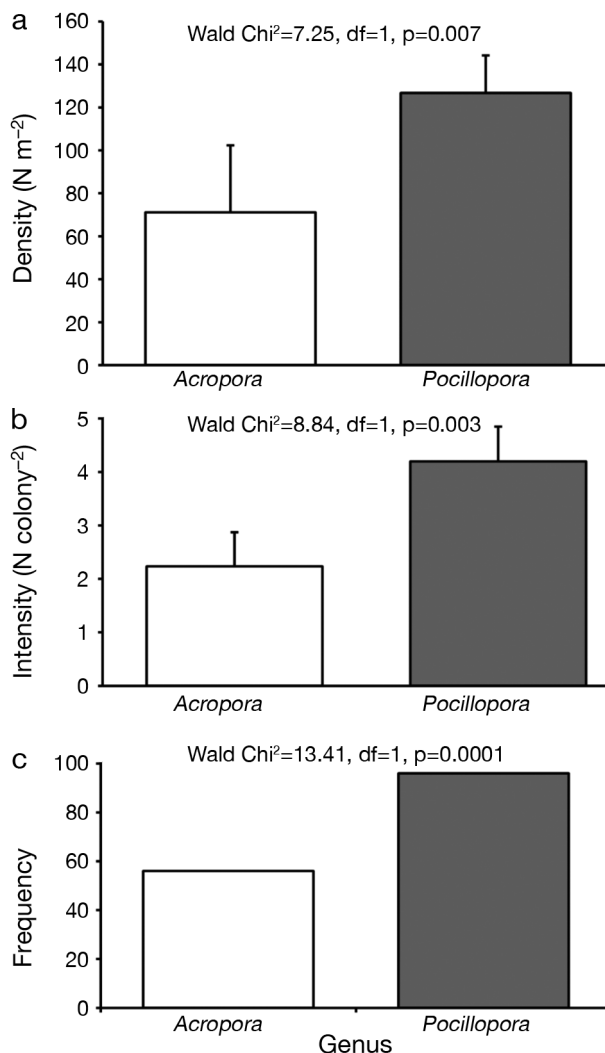 a
Wald Chi²=7.25, df=1, p=0.007
Density (N m⁻²)
160
140
120
100
80
60
40
20
0
Acropora Pocillopora
b
Wald Chi²=8.84, df=1, p=0.003
Intensity (N colony⁻²)
5
4
3
2
1
0
Acropora Pocillopora
c
Wald Chi²=13.41, df=1, p=0.0001
Frequency
100
80
60
40
20
0
Acropora Pocillopora
Genus